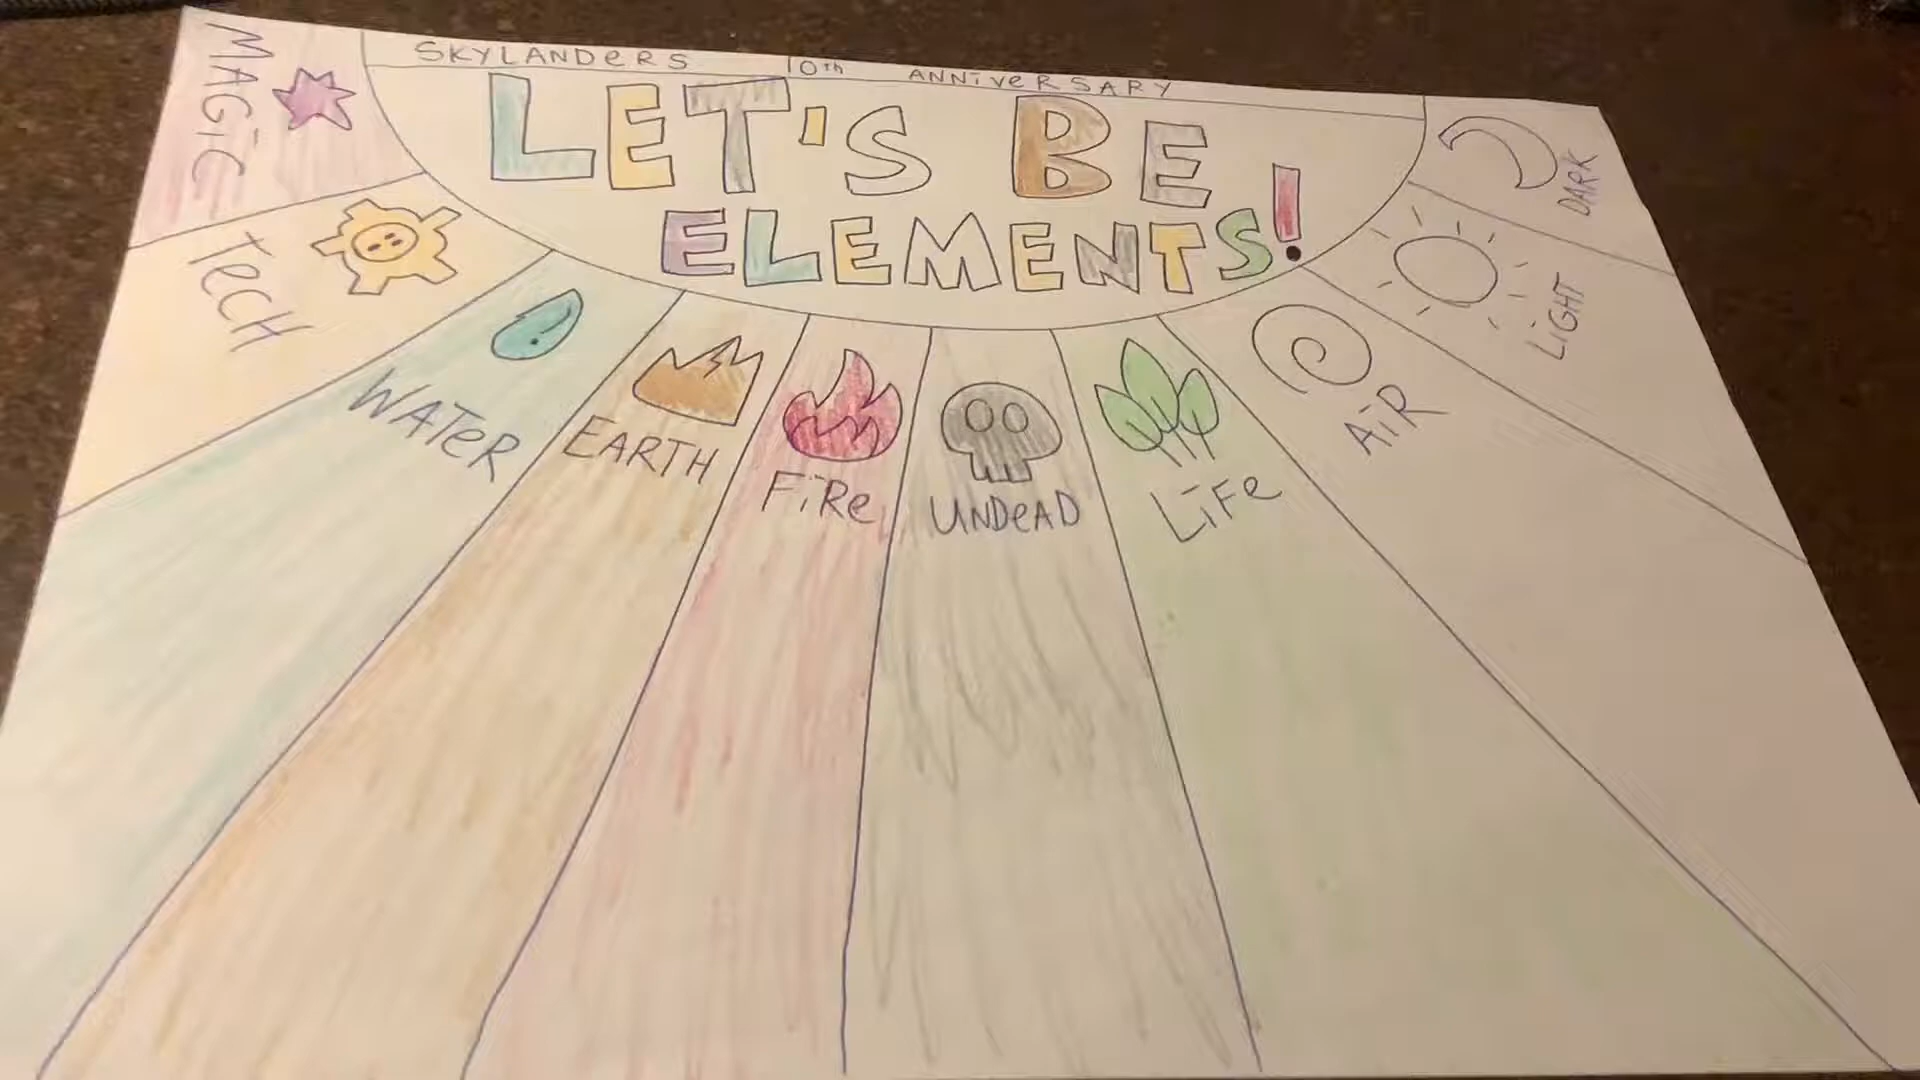 SKYLANDeRS 10th ANNiVeRSARY
LET'S BE
ELEMENTS!
MAGiC
TeCH
WATeR
EARTH
FiRe
UNDeAD
LiFe
AiR
LiGHT
DARK